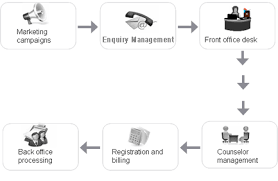 Marketing
campaigns
Enquiry Management
Front office desk
Counselor
management
Registration and
billing
Back office
processing